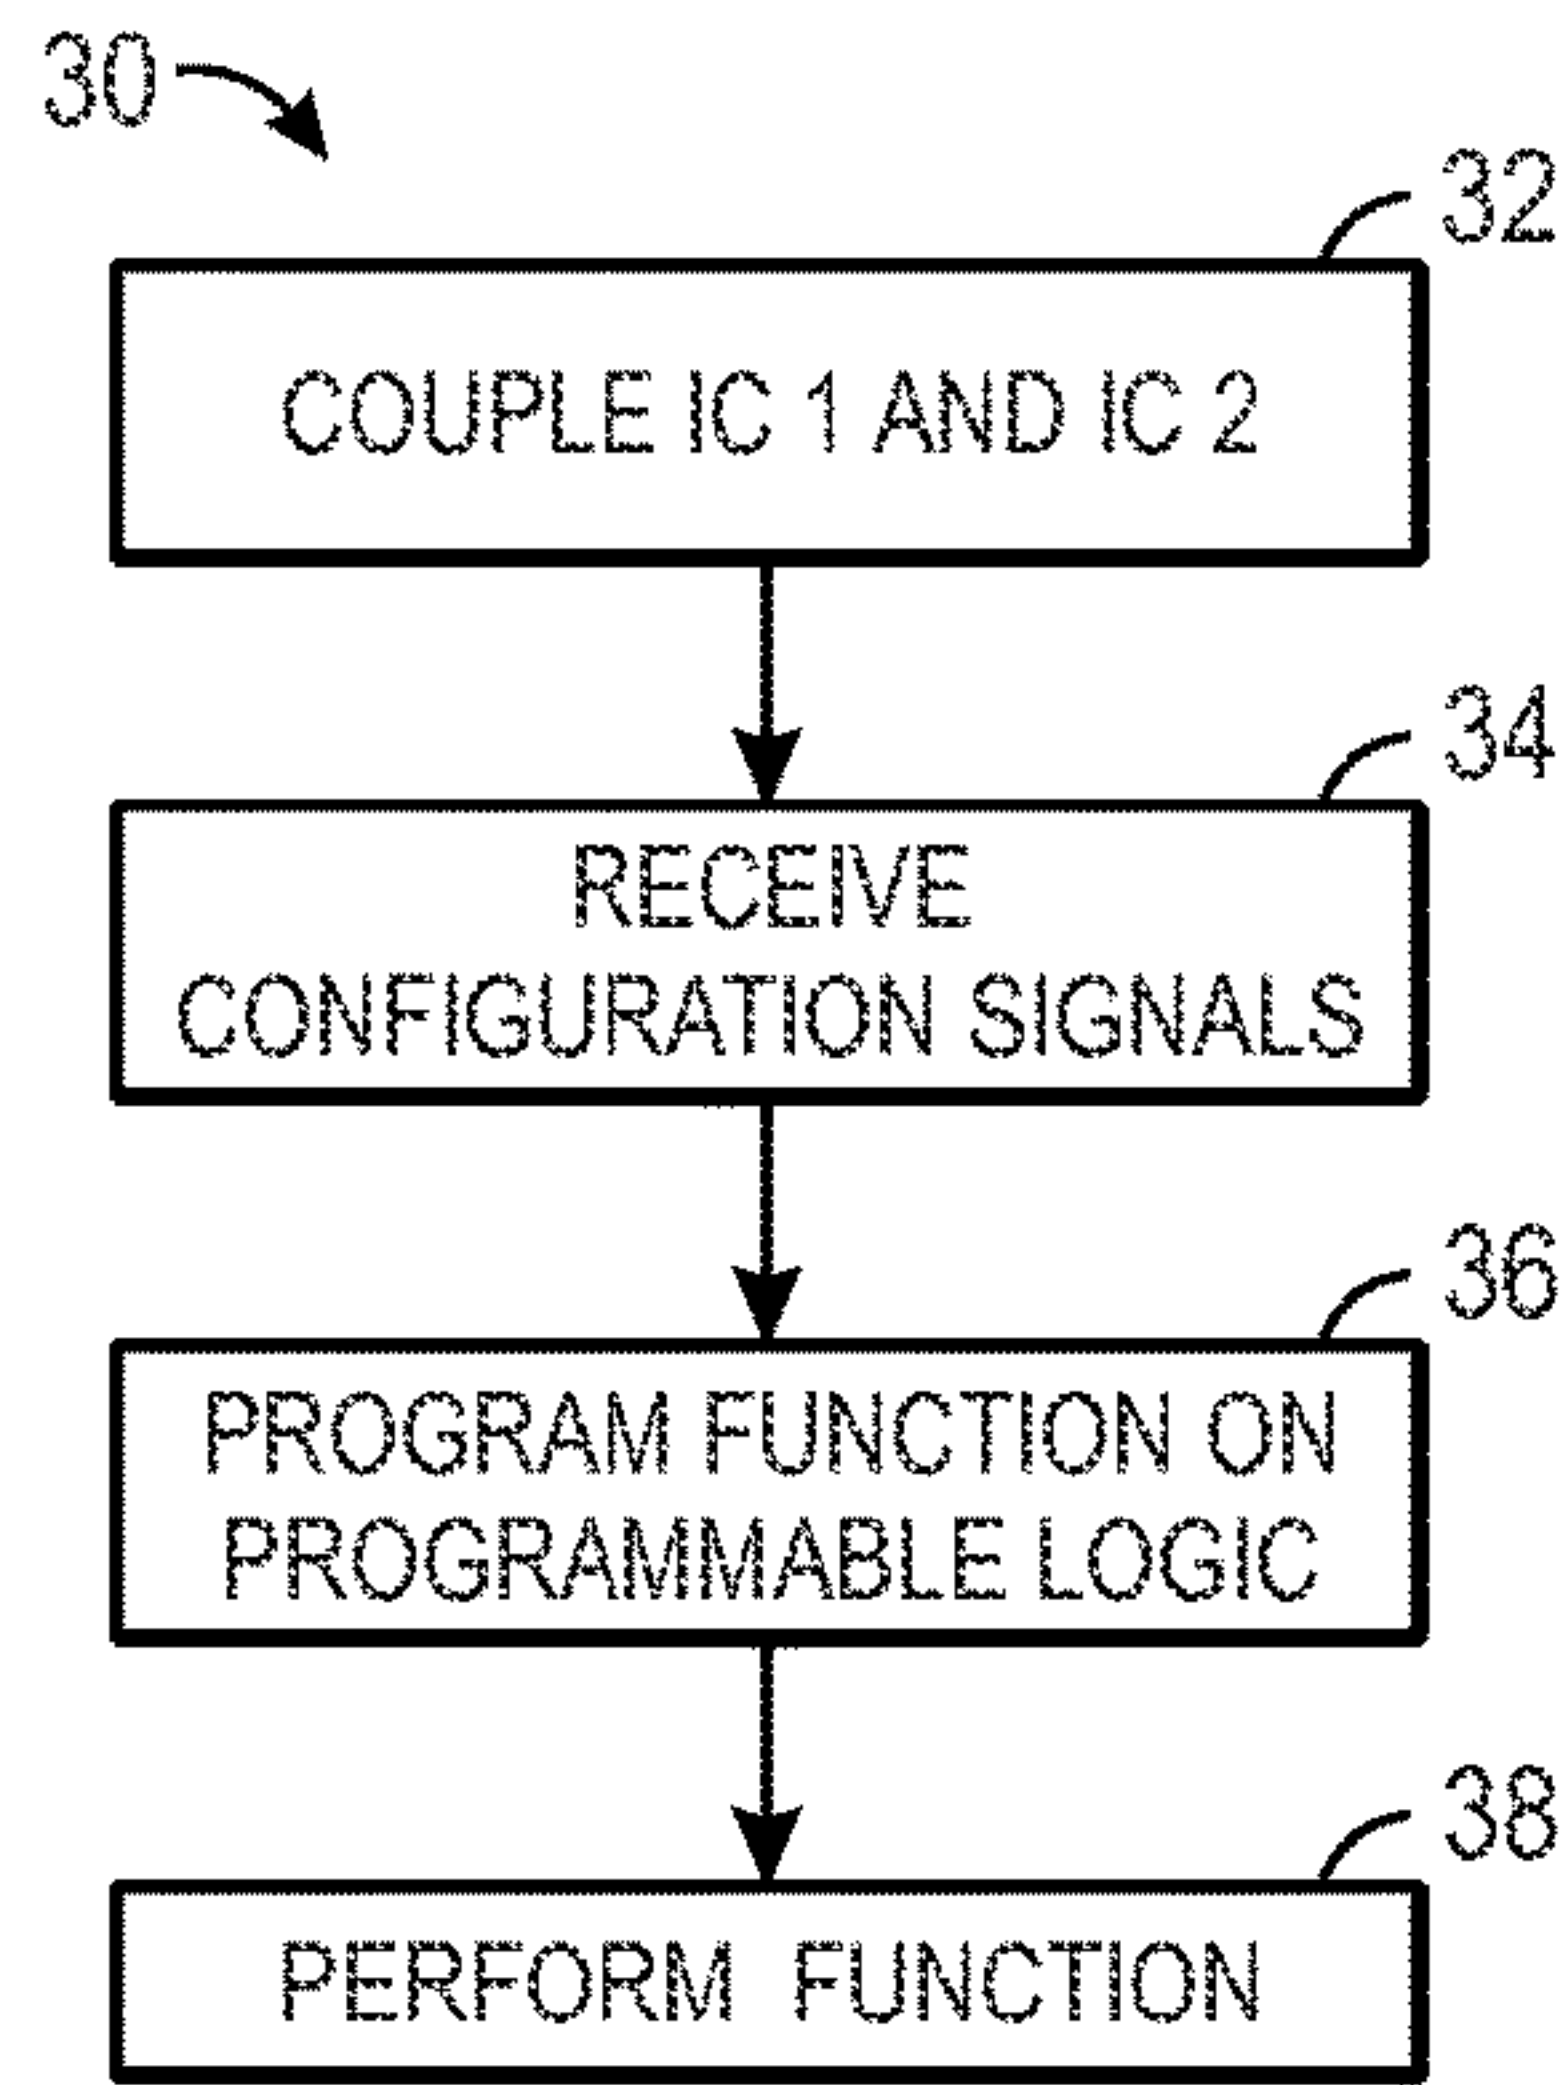 30
32
COUPLE IC 1 AND IC 2
34
RECEIVE
CONFIGURATION SIGNALS
36
PROGRAM FUNCTION ON
PROGRAMMABLE LOGIC
38
PERFORM FUNCTION